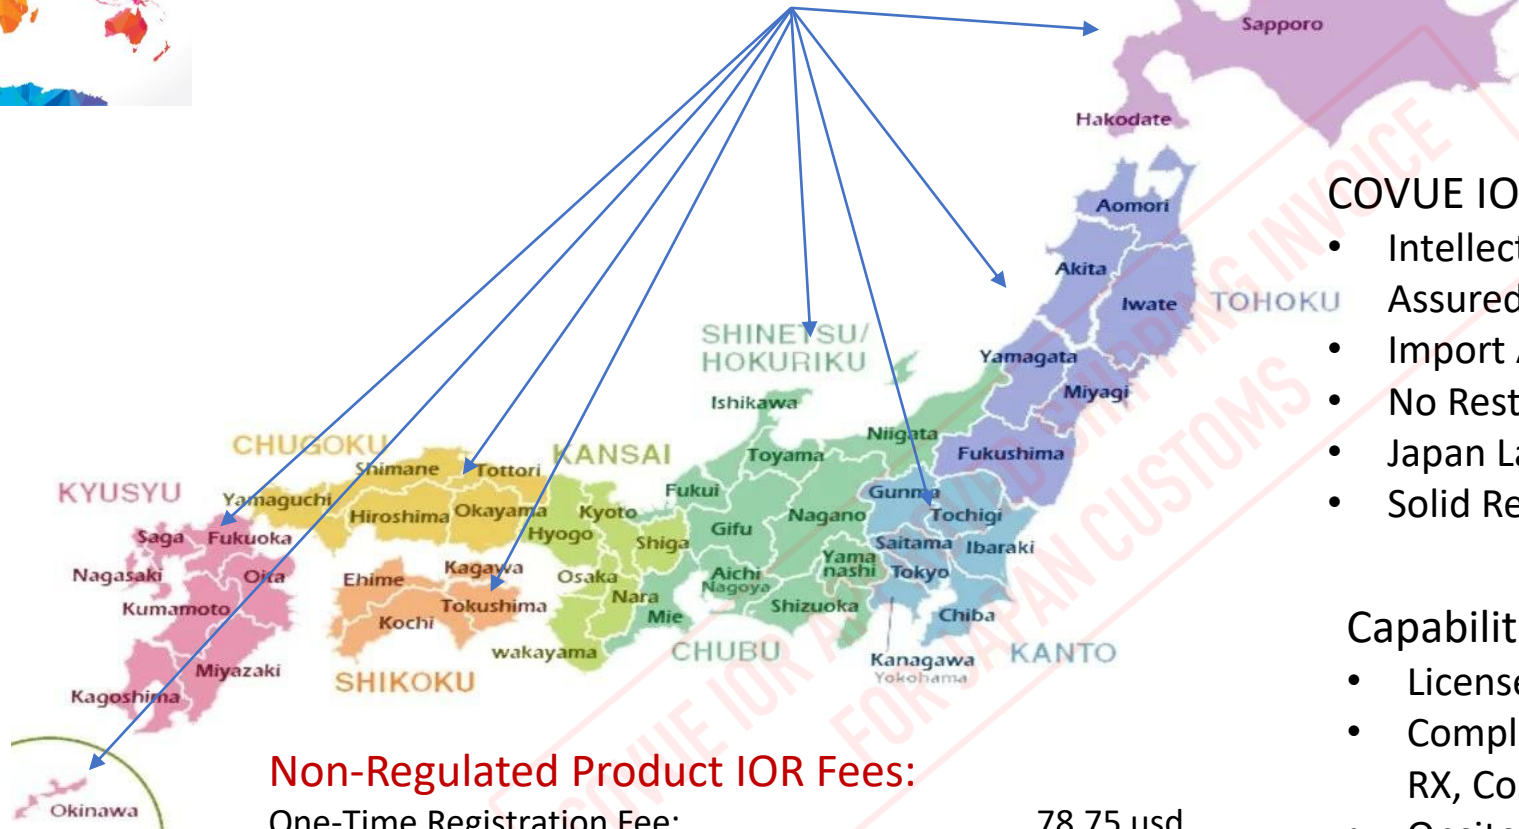 Sapporo
Hakodate
Aomori
Akita
Iwate
TOHOKU
Yamagata
Miyagi
Fukushima
SHINETSU/
HOKURIKU
Ishikawa
Niigata
Toyama
Fukui
Gifu
Nagano
Aichi
Nagoya
Yama
nashi
Shizuoka
CHUBU
Gunma
Tochigi
Saitama
Ibaraki
Tokyo
Chiba
Kanagawa
Yokohama
KANTO
KANSAI
Kyoto
Hyogo
Shiga
Osaka
Nara
Mie
wakayama
CHUGOKU
Shimane
Tottori
Yamaguchi
Hiroshima
Okayama
Ehime
Kagawa
Tokushima
Kochi
SHIKOKU
KYUSYU
Saga
Fukuoka
Nagasaki
Oita
Kumamoto
Miyazaki
Kagoshima
Okinawa
COVUE IO
• Intellect
Assured
• Import A
• No Rest
• Japan La
• Solid Re
Capabilit
• License
• Compl
RX, Co
Non-Regulated Product IOR Fees:
One-Time Registration Fee: 78.75 usd
SHIPPING INVOICE
COVUE IOR
FOR JAPAN CUSTOMS